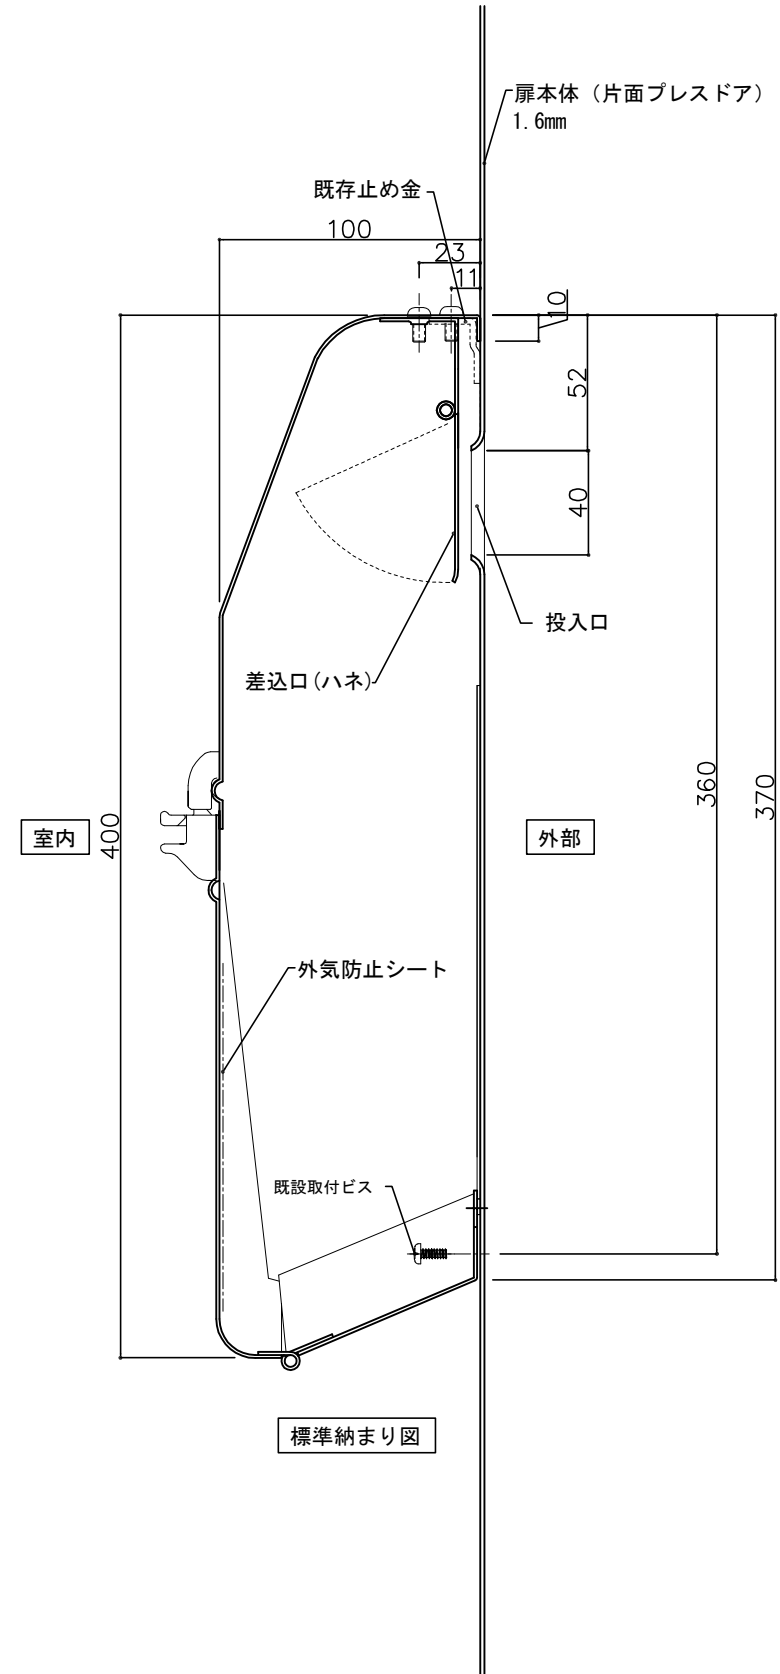 扉本体（片面プレスドア）
1.6mm
既存止め金
100
23
11
10
52
40
投入口
差込口(ハネ)
360
370
室内
400
外部
外気防止シート
既設取付ビス
標準納まり図